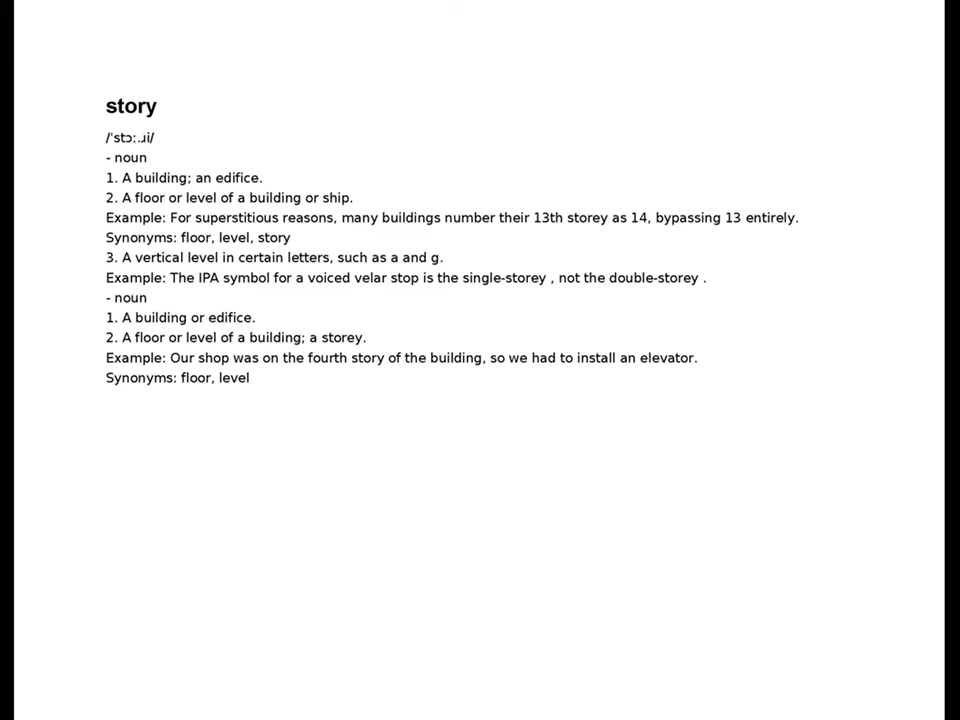 story
/ˈstɔː.ɹi/
- noun
1. A building; an edifice.
2. A floor or level of a building or ship.
Example: For superstitious reasons, many buildings number their 13th storey as 14, bypassing 13 entirely.
Synonyms: floor, level, story
3. A vertical level in certain letters, such as a and g.
Example: The IPA symbol for a voiced velar stop is the single-storey , not the double-storey .
- noun
1. A building or edifice.
2. A floor or level of a building; a storey.
Example: Our shop was on the fourth story of the building, so we had to install an elevator.
Synonyms: floor, level